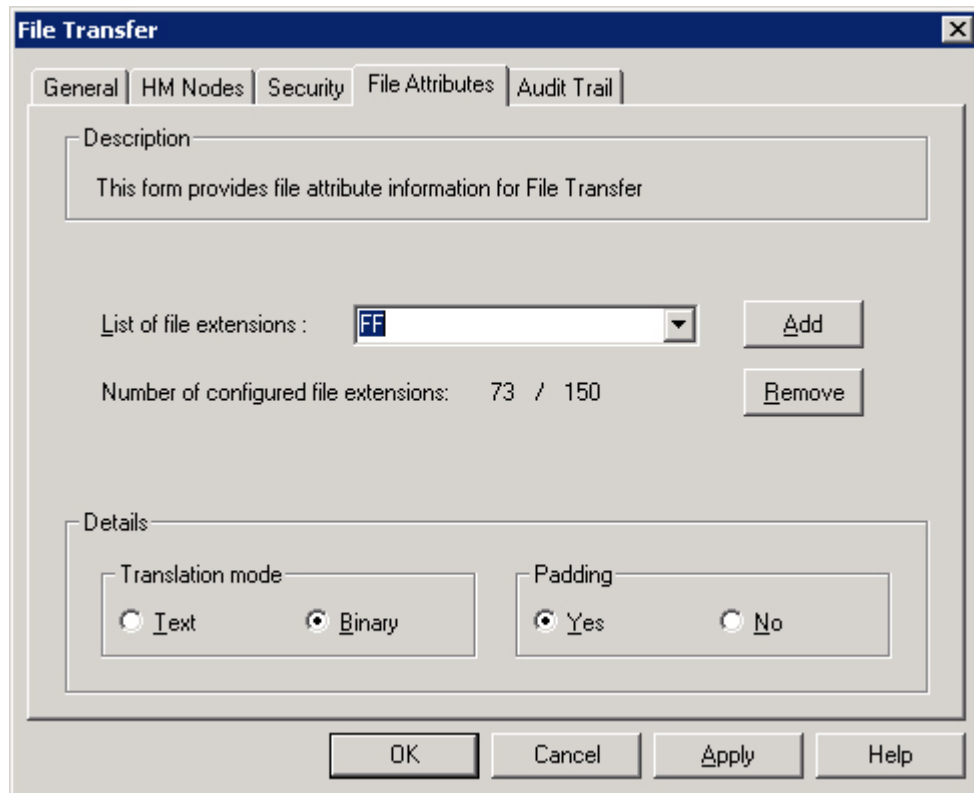 File Transfer
General HM Nodes Security File Attributes Audit Trail
Description
This form provides file attribute information for File Transfer
List of file extensions : FF Add
Number of configured file extensions: 73 / 150 Remove
Details
Translation mode Padding
Text Binary Yes No
OK Cancel Apply Help